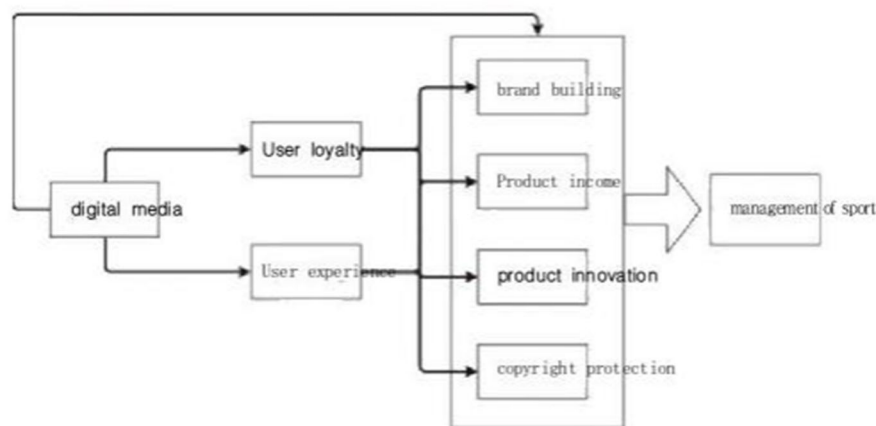 brand building
User loyalty
Product income
digital media
management of sport
User experience
product innovation
copyright protection